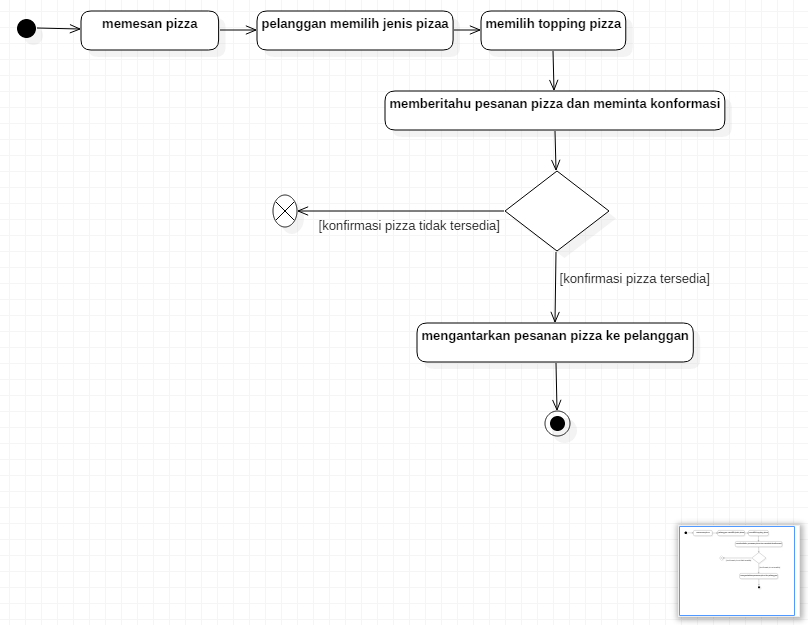 memesan pizza
pelanggan memilih jenis pizaa
memilih topping pizza
memberitahu pesanan pizza dan meminta konformasi
[konfirmasi pizza tidak tersedia]
[konfirmasi pizza tersedia]
mengantarkan pesanan pizza ke pelanggan